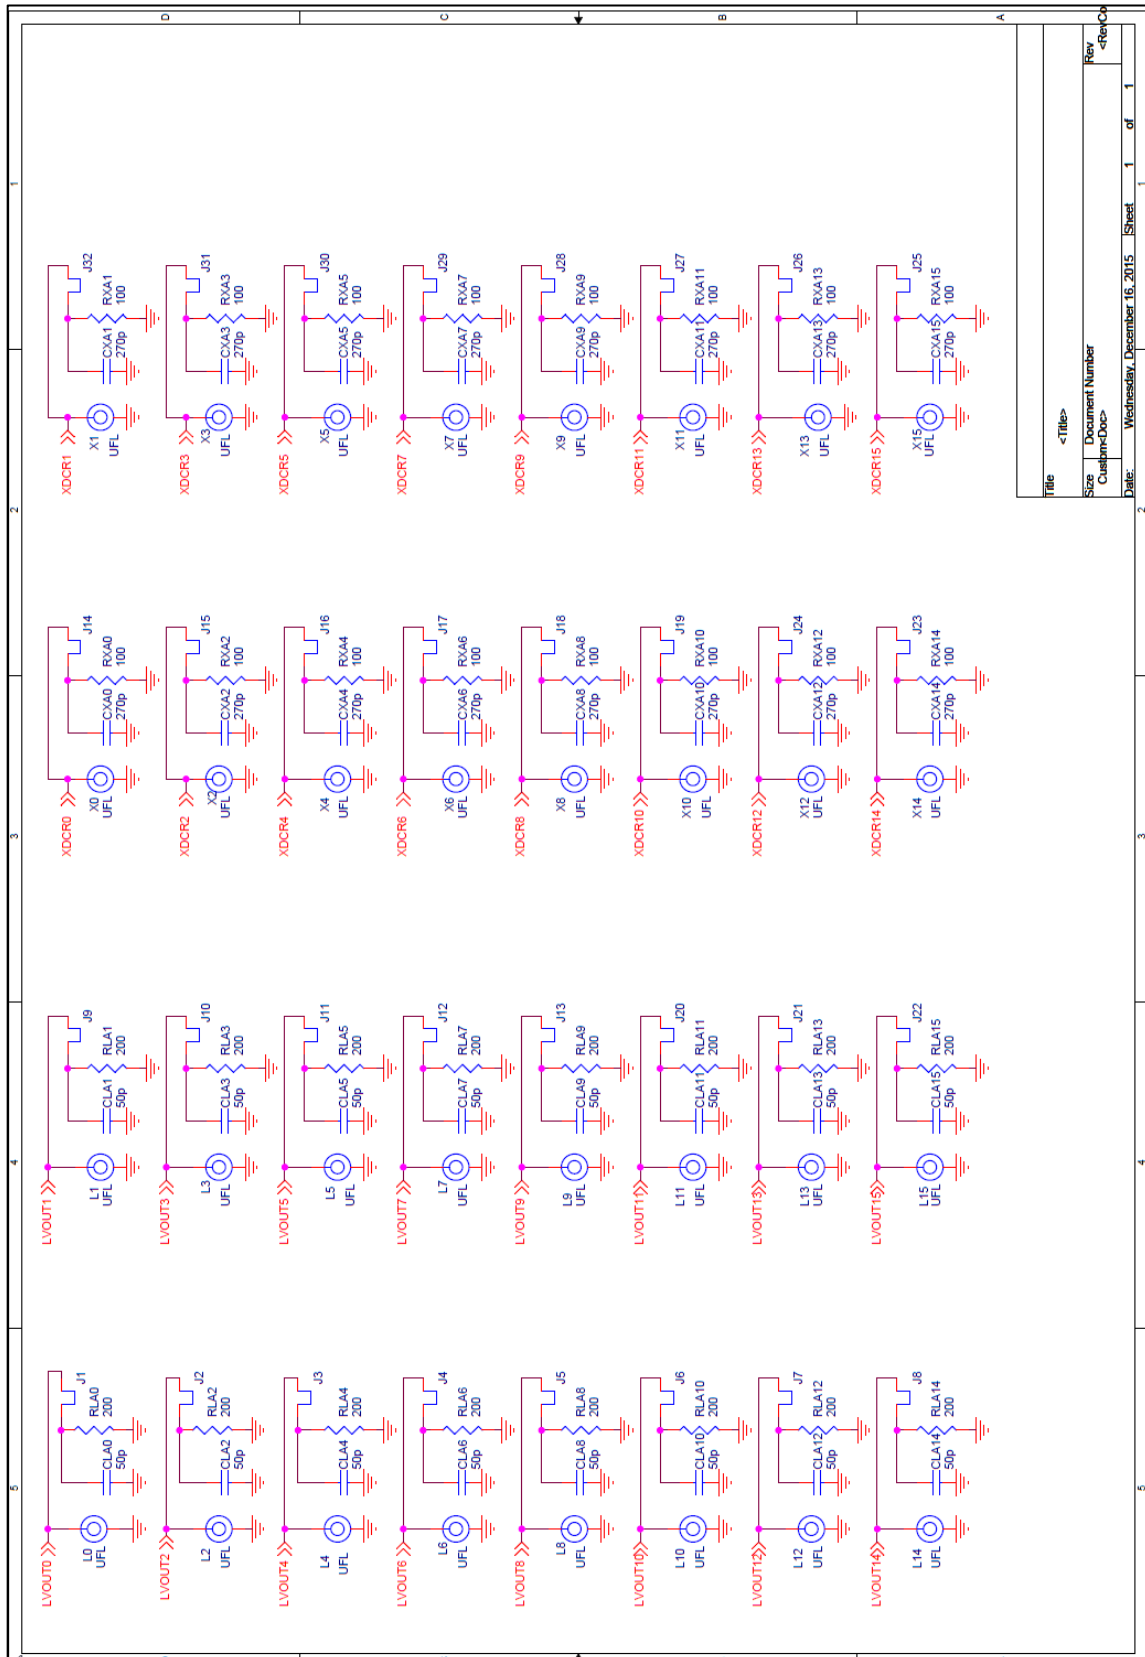 5
4
3
2
1
D
C
B
A
LVOUT0
L0
UFL
CLA0
50p
RLA0
200
J1
LVOUT1
L1
UFL
CLA1
50p
RLA1
200
J9
XDCR0
X0
UFL
CXA0
270p
RXA0
100
J14
XDCR1
X1
UFL
CXA1
270p
RXA1
100
J32
LVOUT2
L2
UFL
CLA2
50p
RLA2
200
J2
LVOUT3
L3
UFL
CLA3
50p
RLA3
200
J10
XDCR2
X2
UFL
CXA2
270p
RXA2
100
J15
XDCR3
X3
UFL
CXA3
270p
RXA3
100
J31
LVOUT4
L4
UFL
CLA4
50p
RLA4
200
J3
LVOUT5
L5
UFL
CLA5
50p
RLA5
200
J11
XDCR4
X4
UFL
CXA4
270p
RXA4
100
J16
XDCR5
X5
UFL
CXA5
270p
RXA5
100
J30
LVOUT6
L6
UFL
CLA6
50p
RLA6
200
J4
LVOUT7
L7
UFL
CLA7
50p
RLA7
200
J12
XDCR6
X6
UFL
CXA6
270p
RXA6
100
J17
XDCR7
X7
UFL
CXA7
270p
RXA7
100
J29
LVOUT8
L8
UFL
CLA8
50p
RLA8
200
J5
LVOUT9
L9
UFL
CLA9
50p
RLA9
200
J13
XDCR8
X8
UFL
CXA8
270p
RXA8
100
J18
XDCR9
X9
UFL
CXA9
270p
RXA9
100
J28
LVOUT10
L10
UFL
CLA10
50p
RLA10
200
J6
LVOUT11
L11
UFL
CLA11
50p
RLA11
200
J20
XDCR10
X10
UFL
CXA10
270p
RXA10
100
J19
XDCR11
X11
UFL
CXA11
270p
RXA11
100
J27
LVOUT12
L12
UFL
CLA12
50p
RLA12
200
J7
LVOUT13
L13
UFL
CLA13
50p
RLA13
200
J21
XDCR12
X12
UFL
CXA12
270p
RXA12
100
J24
XDCR13
X13
UFL
CXA13
270p
RXA13
100
J26
LVOUT14
L14
UFL
CLA14
50p
RLA14
200
J8
LVOUT15
L15
UFL
CLA15
50p
RLA15
200
J22
XDCR14
X14
UFL
CXA14
270p
RXA14
100
J23
XDCR15
X15
UFL
CXA15
270p
RXA15
100
J25
Title
<Title>
Size Document Number Rev
Custom<Doc> <RevCo
Date: Wednesday, December 16, 2015 Sheet 1 of 1
5
4
3
2
1